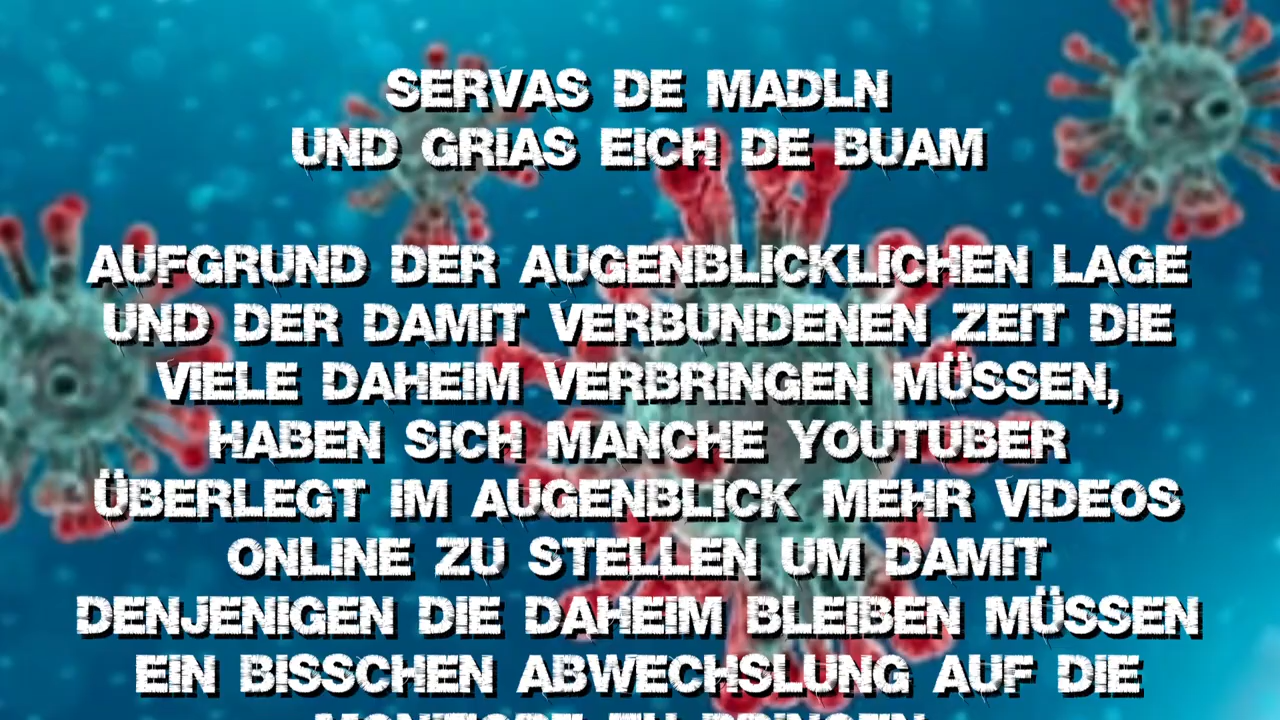 SERVAS DE MADLN
UND GRIAS EICH DE BUAM
AUFGRUND DER AUGENBLICKLICHEN LAGE
UND DER DAMIT VERBUNDENEN ZEIT DIE
VIELE DAHEIM VERBRINGEN MÜSSEN,
HABEN SICH MANCHE YOUTUBER
ÜBERLEGT IM AUGENBLICK MEHR VIDEOS
ONLINE ZU STELLEN UM DAMIT
DENJENIGEN DIE DAHEIM BLEIBEN MÜSSEN
EIN BISSCHEN ABWECHSLUNG AUF DIE